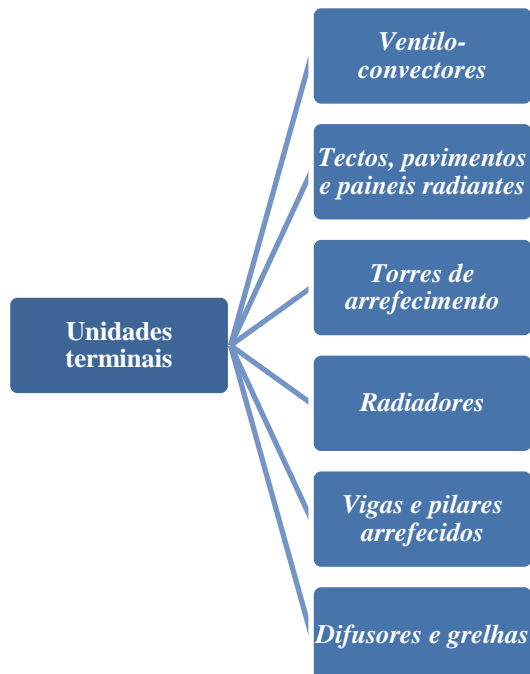 Ventilo-
convectores
Tectos, pavimentos
e paineis radiantes
Torres de
arrefecimento
Unidades
terminais
Radiadores
Vigas e pilares
arrefecidos
Difusores e grelhas